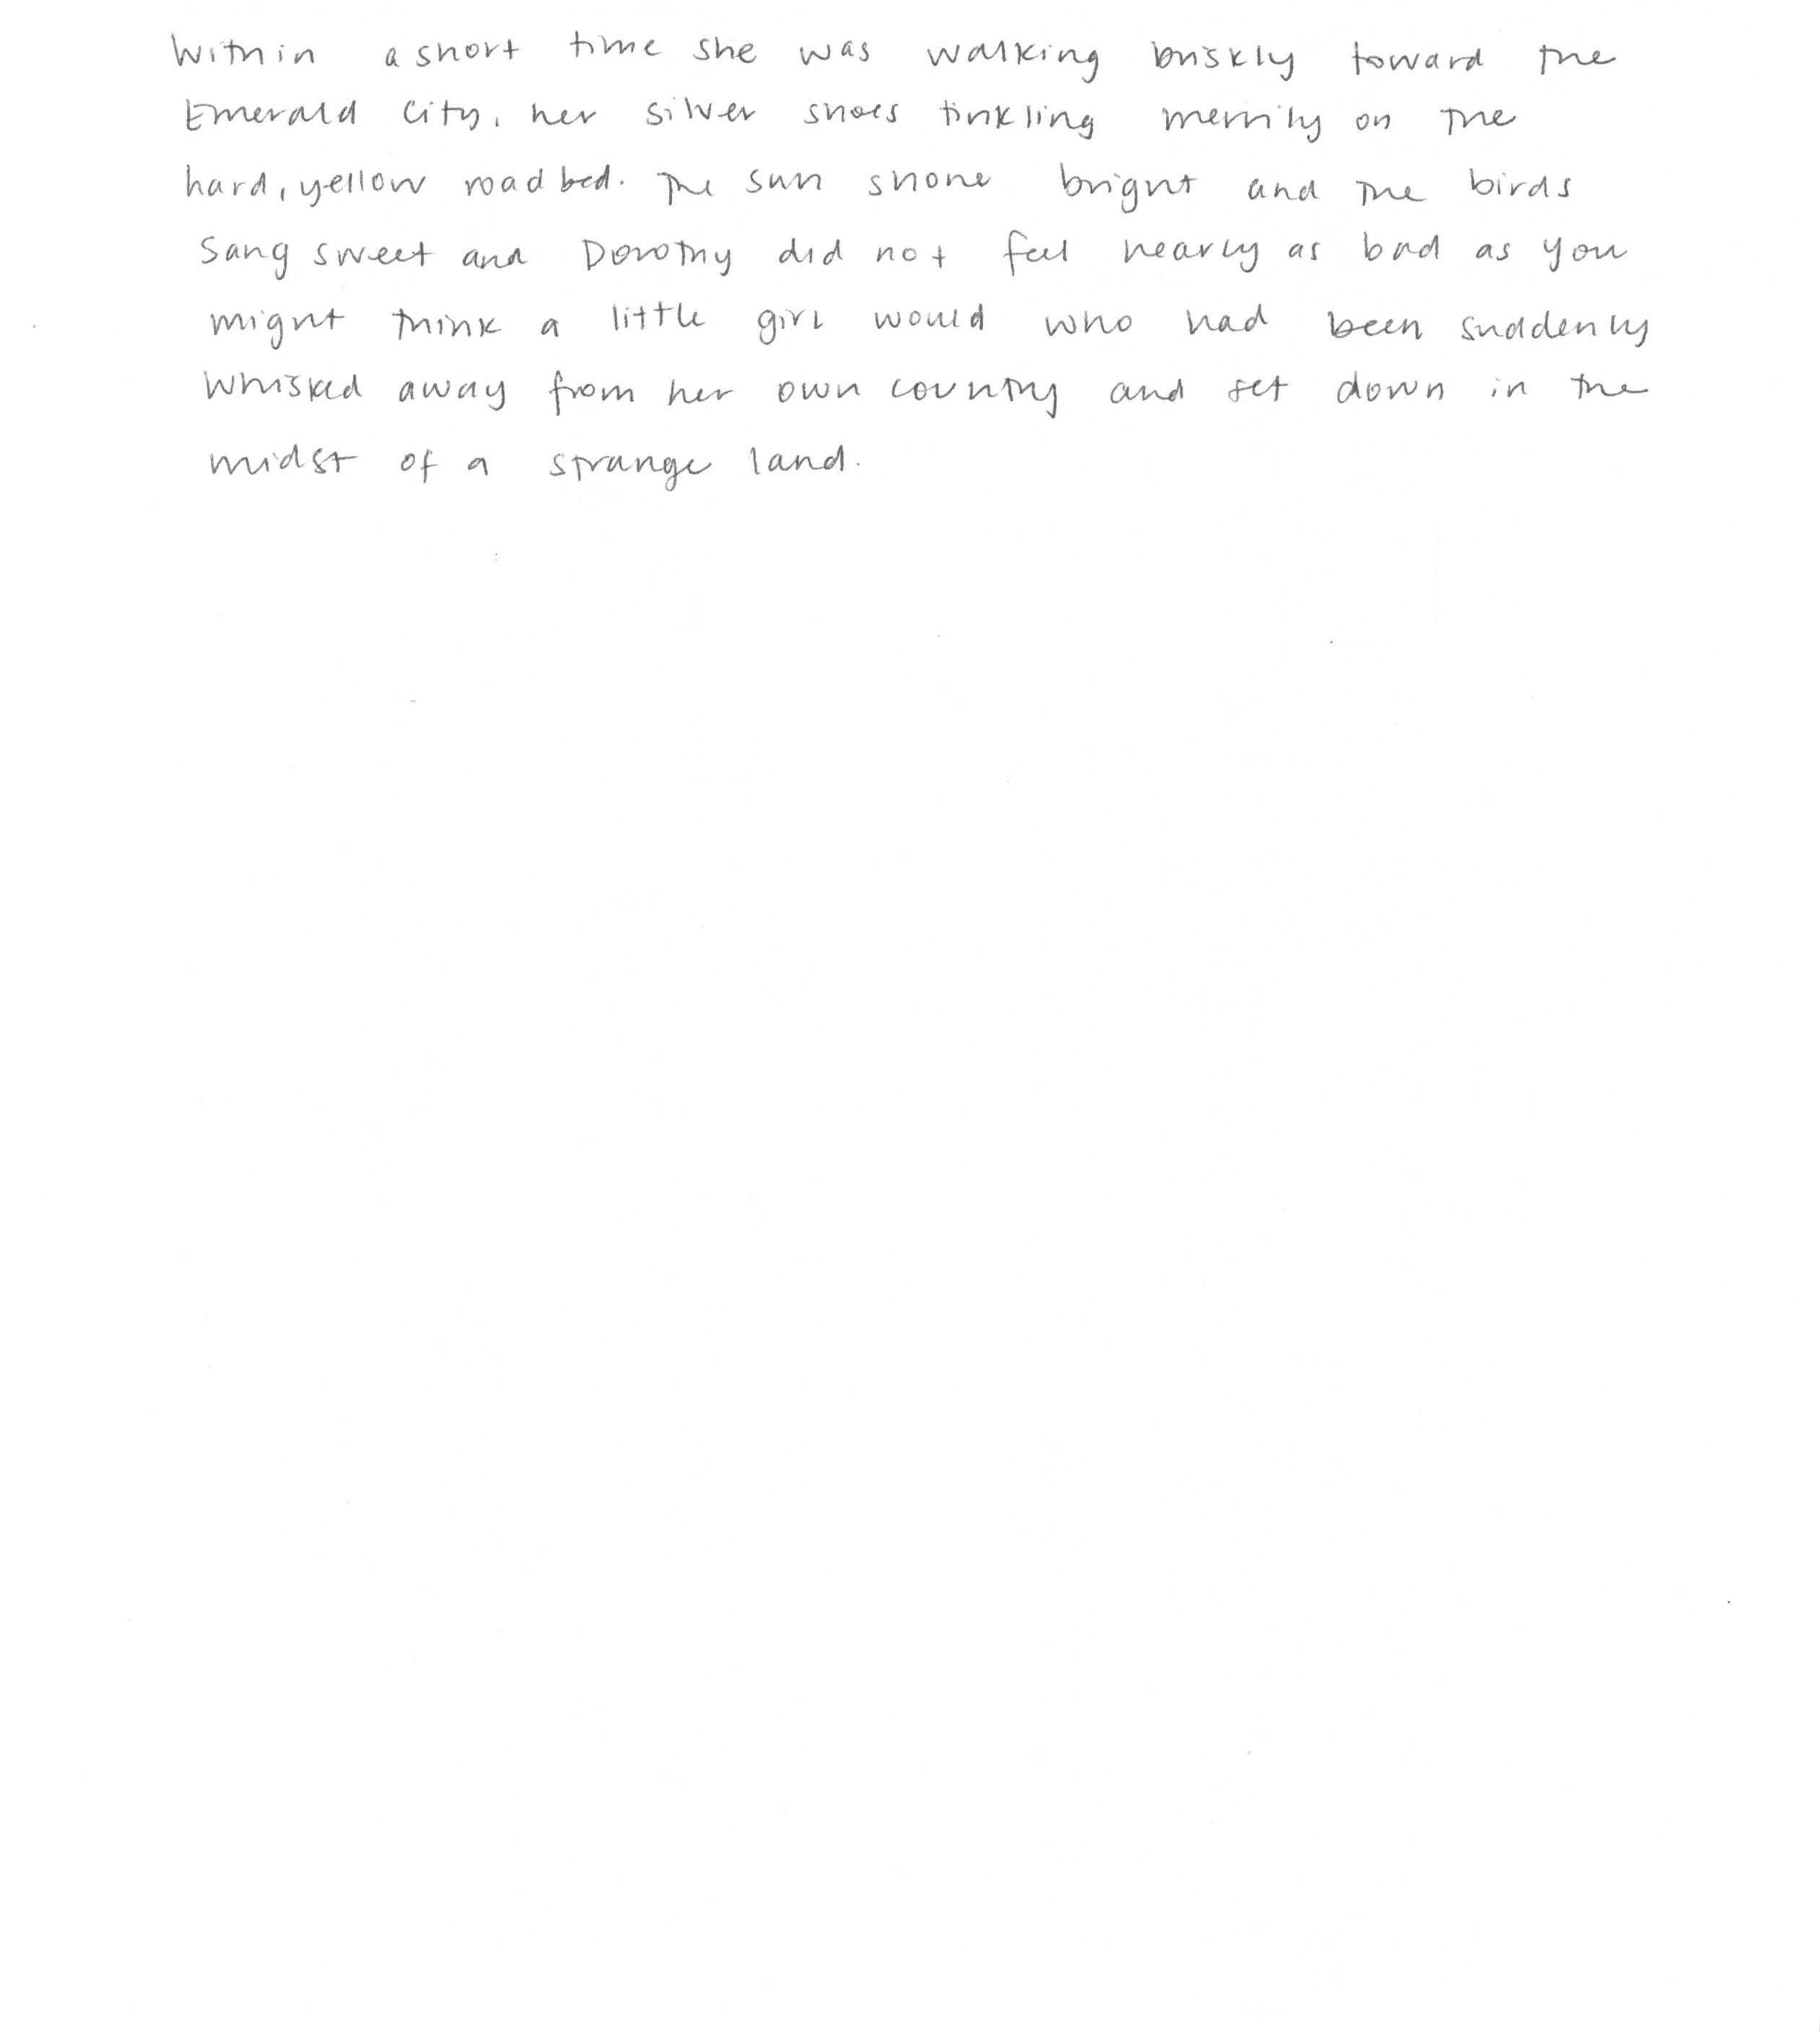 Within a short time she was walking briskly toward the
Emerald City, her silver shoes tinkling merrily on the
hard, yellow roadbed. The sun shone bright and the birds
sang sweet and Dorothy did not feel nearly as bad as you
might think a little girl would who had been suddenly
whisked away from her own country and set down in the
midst of a strange land.